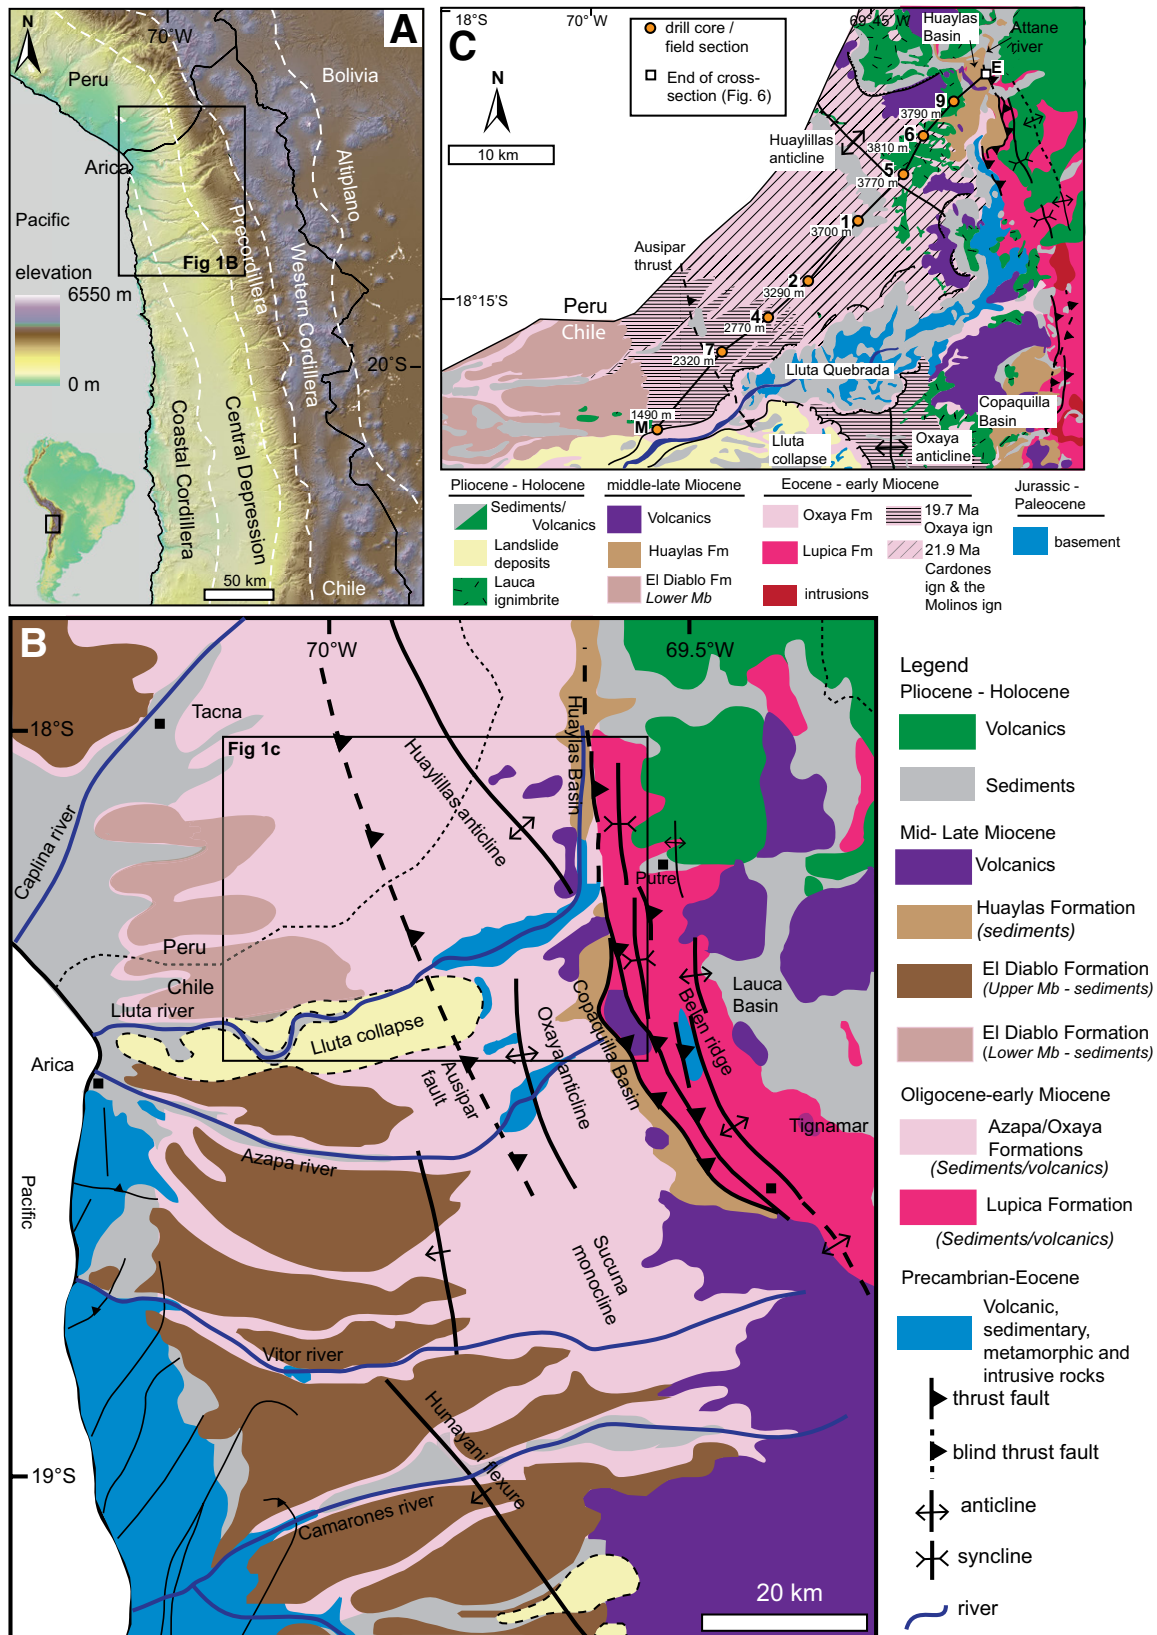 A
N
70°W
Peru
Bolivia
Arica
Altiplano
Pacific
Precordillera
Fig 1B
Western Cordillera
elevation
6550 m
0 m
20°S
Coastal Cordillera
Central Depression
50 km
Chile
C
18°S
70°W
69°45' W
drill core /
field section
End of cross-
section (Fig. 6)
N
10 km
Huaylas
Basin
Attane
river
E
9
3790 m
6
3810 m
5
3770 m
Huaylillas
anticline
1
3700 m
Ausipar
thrust
2
3290 m
18°15'S
Peru
Chile
4
2770 m
7
2320 m
Lluta Quebrada
1490 m
M
Copaquilla
Basin
Lluta
collapse
Oxaya
anticline
Pliocene - Holocene
Sediments/
Volcanics
Landslide
deposits
Lauca
ignimbrite
middle-late Miocene
Volcanics
Huaylas Fm
El Diablo Fm
Lower Mb
Eocene - early Miocene
Oxaya Fm
Lupica Fm
intrusions
19.7 Ma
Oxaya ign
21.9 Ma
Cardones
ign & the
Molinos ign
Jurassic -
Paleocene
basement
B
70°W
69.5°W
18°S
Tacna
Fig 1c
Huaylas Basin
Huaylillas anticline
Caplina river
Putre
Peru
Chile
Lluta river
Lluta collapse
Arica
Ausipar
fault
Oxaya anticline
Copaquilla Basin
Belen ridge
Lauca
Basin
Tignamar
Azapa river
Pacific
Sucuna
monocline
Vitor river
Humayani flexure
19°S
Camarones river
20 km
Legend
Pliocene - Holocene
Volcanics
Sediments
Mid- Late Miocene
Volcanics
Huaylas Formation
(sediments)
El Diablo Formation
(Upper Mb - sediments)
El Diablo Formation
(Lower Mb - sediments)
Oligocene-early Miocene
Azapa/Oxaya
Formations
(Sediments/volcanics)
Lupica Formation
(Sediments/volcanics)
Precambrian-Eocene
Volcanic,
sedimentary,
metamorphic and
intrusive rocks
thrust fault
blind thrust fault
anticline
syncline
river